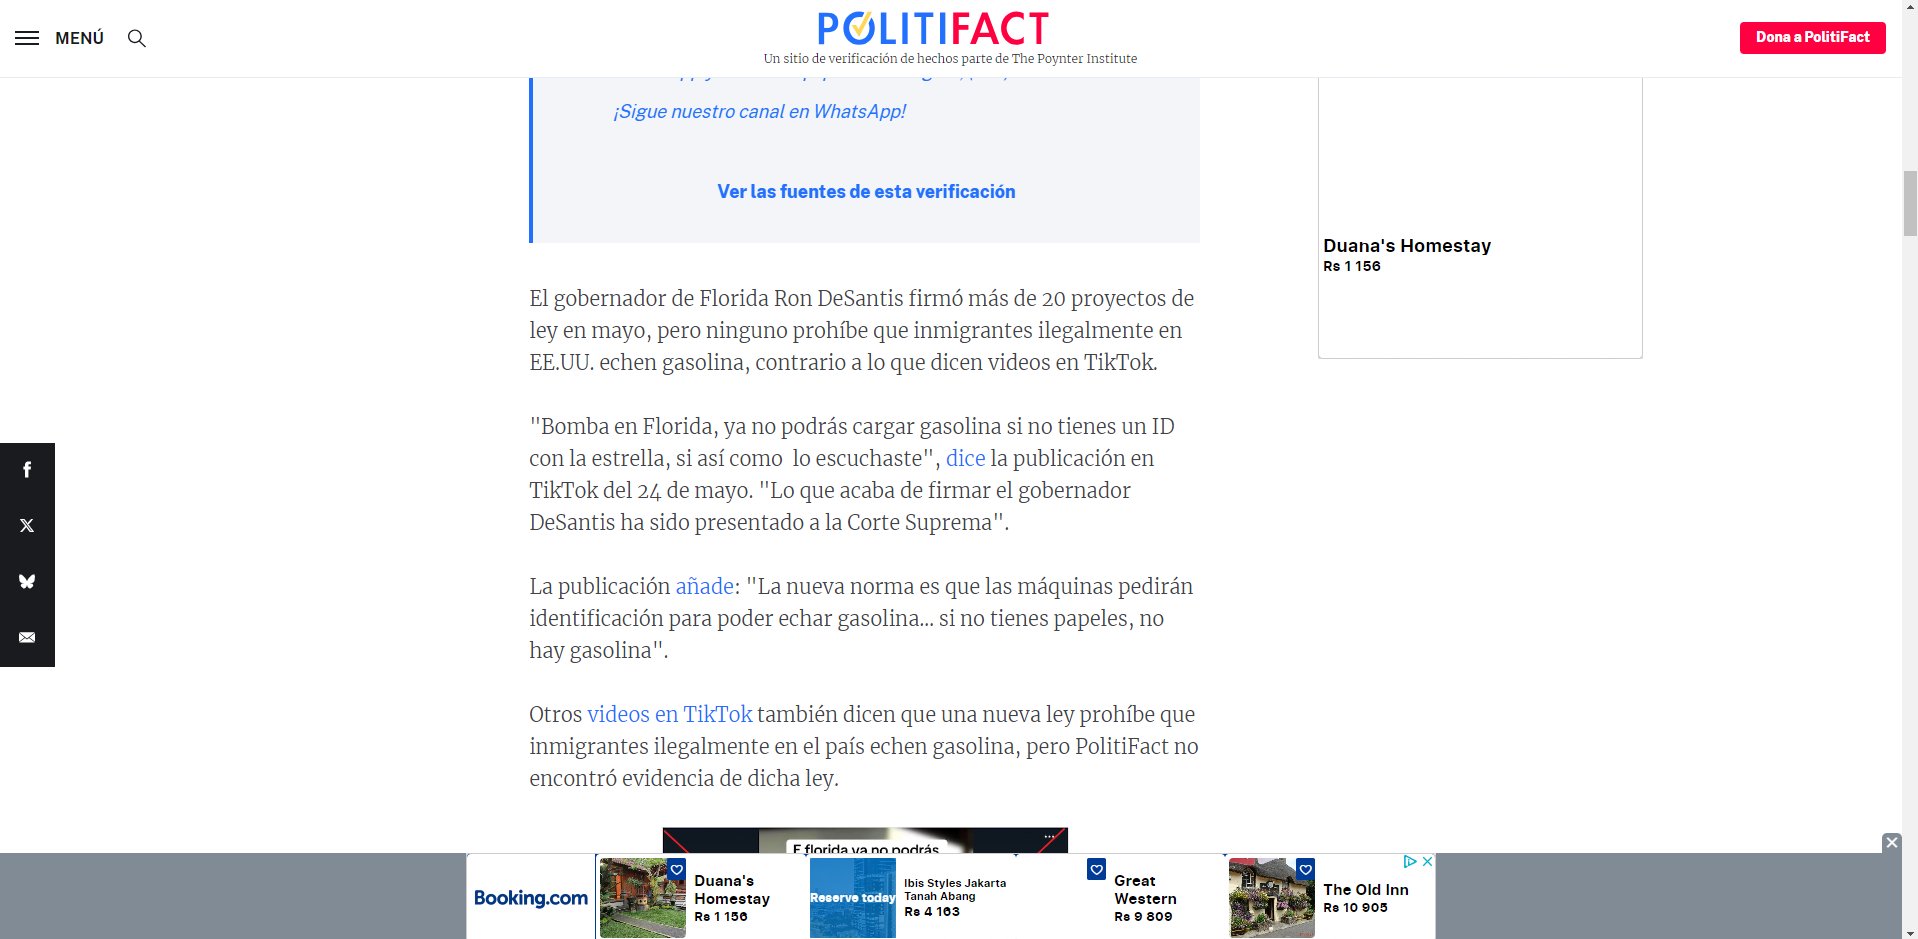 MENÚ
POLITIFACT
Un sitio de verificación de hechos parte de The Poynter Institute
Dona a PolitiFact
¡Sigue nuestro canal en WhatsApp!
Ver las fuentes de esta verificación
Duana's Homestay
Rs 1 156
El gobernador de Florida Ron DeSantis firmó más de 20 proyectos de
ley en mayo, pero ninguno prohíbe que inmigrantes ilegalmente en
EE.UU. echen gasolina, contrario a lo que dicen videos en TikTok.
"Bomba en Florida, ya no podrás cargar gasolina si no tienes un ID
con la estrella, si así como  lo escuchaste", dice la publicación en
TikTok del 24 de mayo. "Lo que acaba de firmar el gobernador
DeSantis ha sido presentado a la Corte Suprema".
La publicación añade: "La nueva norma es que las máquinas pedirán
identificación para poder echar gasolina... si no tienes papeles, no
hay gasolina".
Otros videos en TikTok también dicen que una nueva ley prohíbe que
inmigrantes ilegalmente en el país echen gasolina, pero PolitiFact no
encontró evidencia de dicha ley.
E florida ya no podrás
Booking.com
Duana's
Homestay
Rs 1 156
Reserve today
Ibis Styles Jakarta
Tanah Abang
Rs 4 163
Great
Western
Rs 9 809
The Old Inn
Rs 10 905